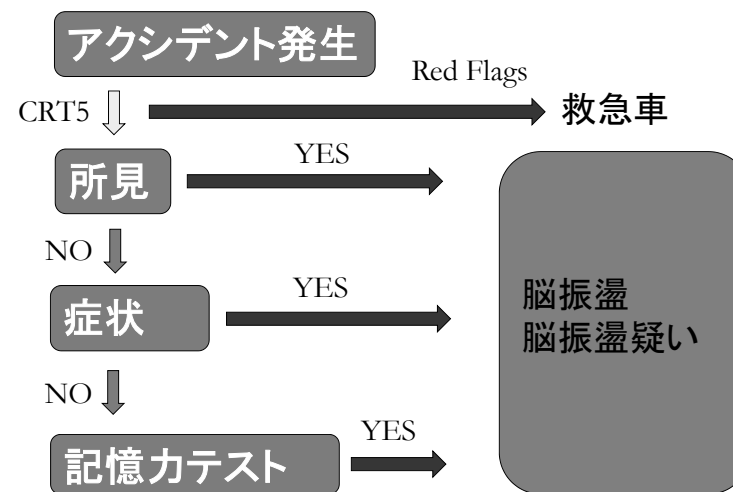 アクシデント発生
Red Flags
CRT5
救急車
YES
所見
NO
YES
症状
脳振盪
脳振盪疑い
NO
YES
記憶力テスト